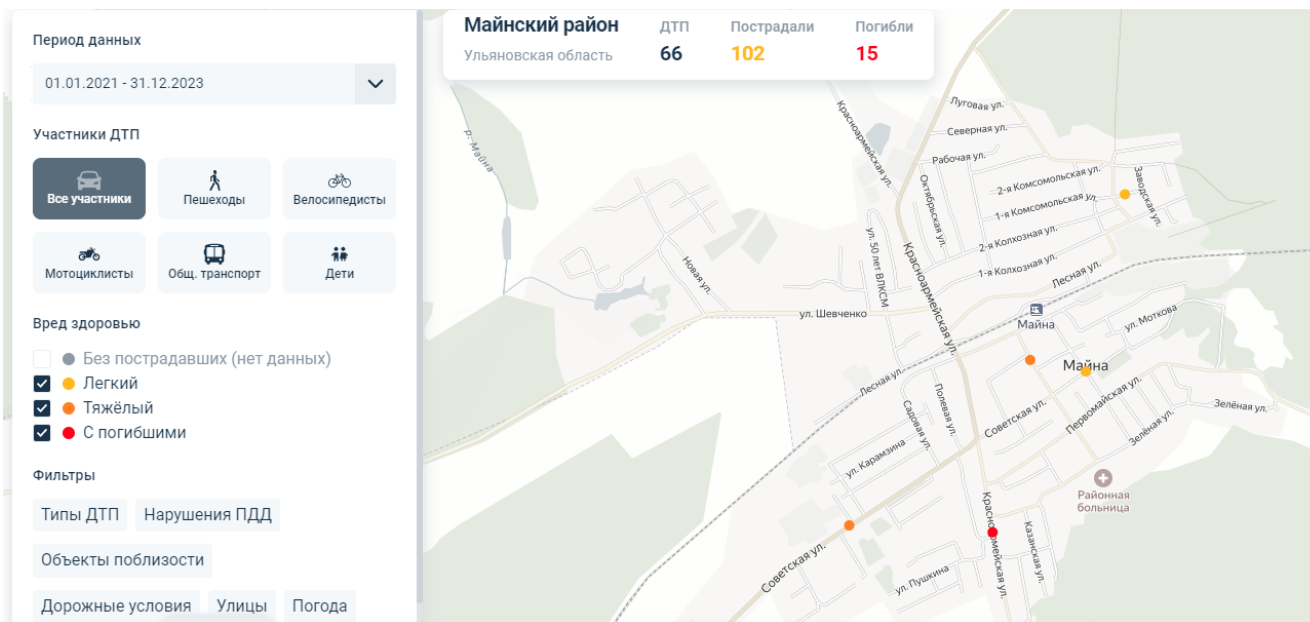 Период данных
01.01.2021 - 31.12.2023
Участники ДТП
Все участники
Пешеходы
Велосипедисты
Мотоциклисты
Общ. транспорт
Дети
Вред здоровью
Без пострадавших (нет данных)
Легкий
Тяжёлый
С погибшими
Фильтры
Типы ДТП
Нарушения ПДД
Объекты поблизости
Дорожные условия
Улицы
Погода
Майнский район ДТП Пострадали Погибли
Ульяновская область 66 102 15
р. Майна
Красноармейская ул.
Луговая ул.
Северная ул.
Рабочая ул.
Октябрьская ул.
2-я Комсомольская ул.
Заводская ул.
1-я Комсомольская ул.
2-я Колхозная ул.
ул. 50 лет ВЛКСМ
Красноармейская ул.
1-я Колхозная ул.
Лесная ул.
Новая ул.
ул. Шевченко
Майна
ул. Моткова
Майна
Лесная ул.
Полевая ул.
Садовая ул.
Советская ул.
Первомайская ул.
Зелёная ул.
Зелёная ул.
ул. Карамзина
Районная
больница
Красноармейская ул.
Казанская ул.
Советская ул.
ул. Пушкина